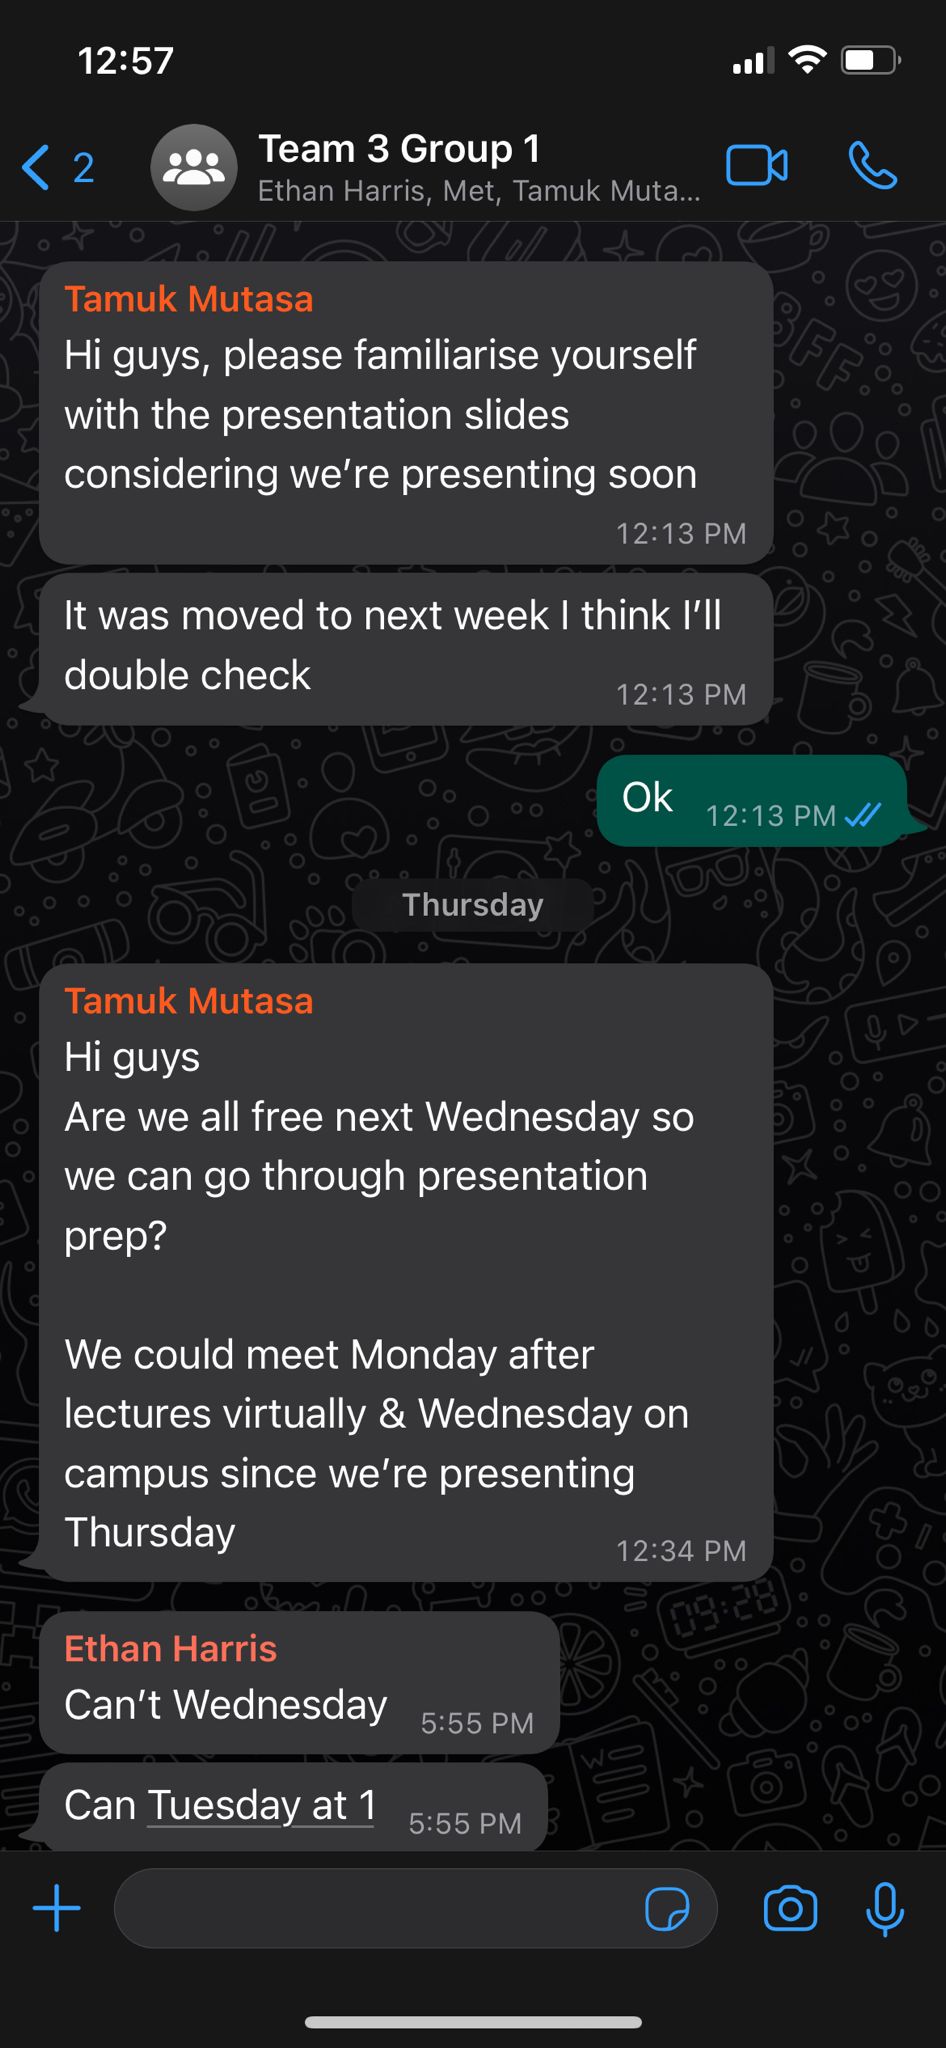 12:57
2
Team 3 Group 1
Ethan Harris, Met, Tamuk Muta...
Tamuk Mutasa
Hi guys, please familiarise yourself
with the presentation slides
considering we're presenting soon
12:13 PM
It was moved to next week I think I'll
double check
12:13 PM
Ok
12:13 PM
Thursday
Tamuk Mutasa
Hi guys
Are we all free next Wednesday so
we can go through presentation
prep?
We could meet Monday after
lectures virtually & Wednesday on
campus since we're presenting
Thursday
12:34 PM
Ethan Harris
Can't Wednesday
5:55 PM
Can Tuesday at 1
5:55 PM
BFF
09:28